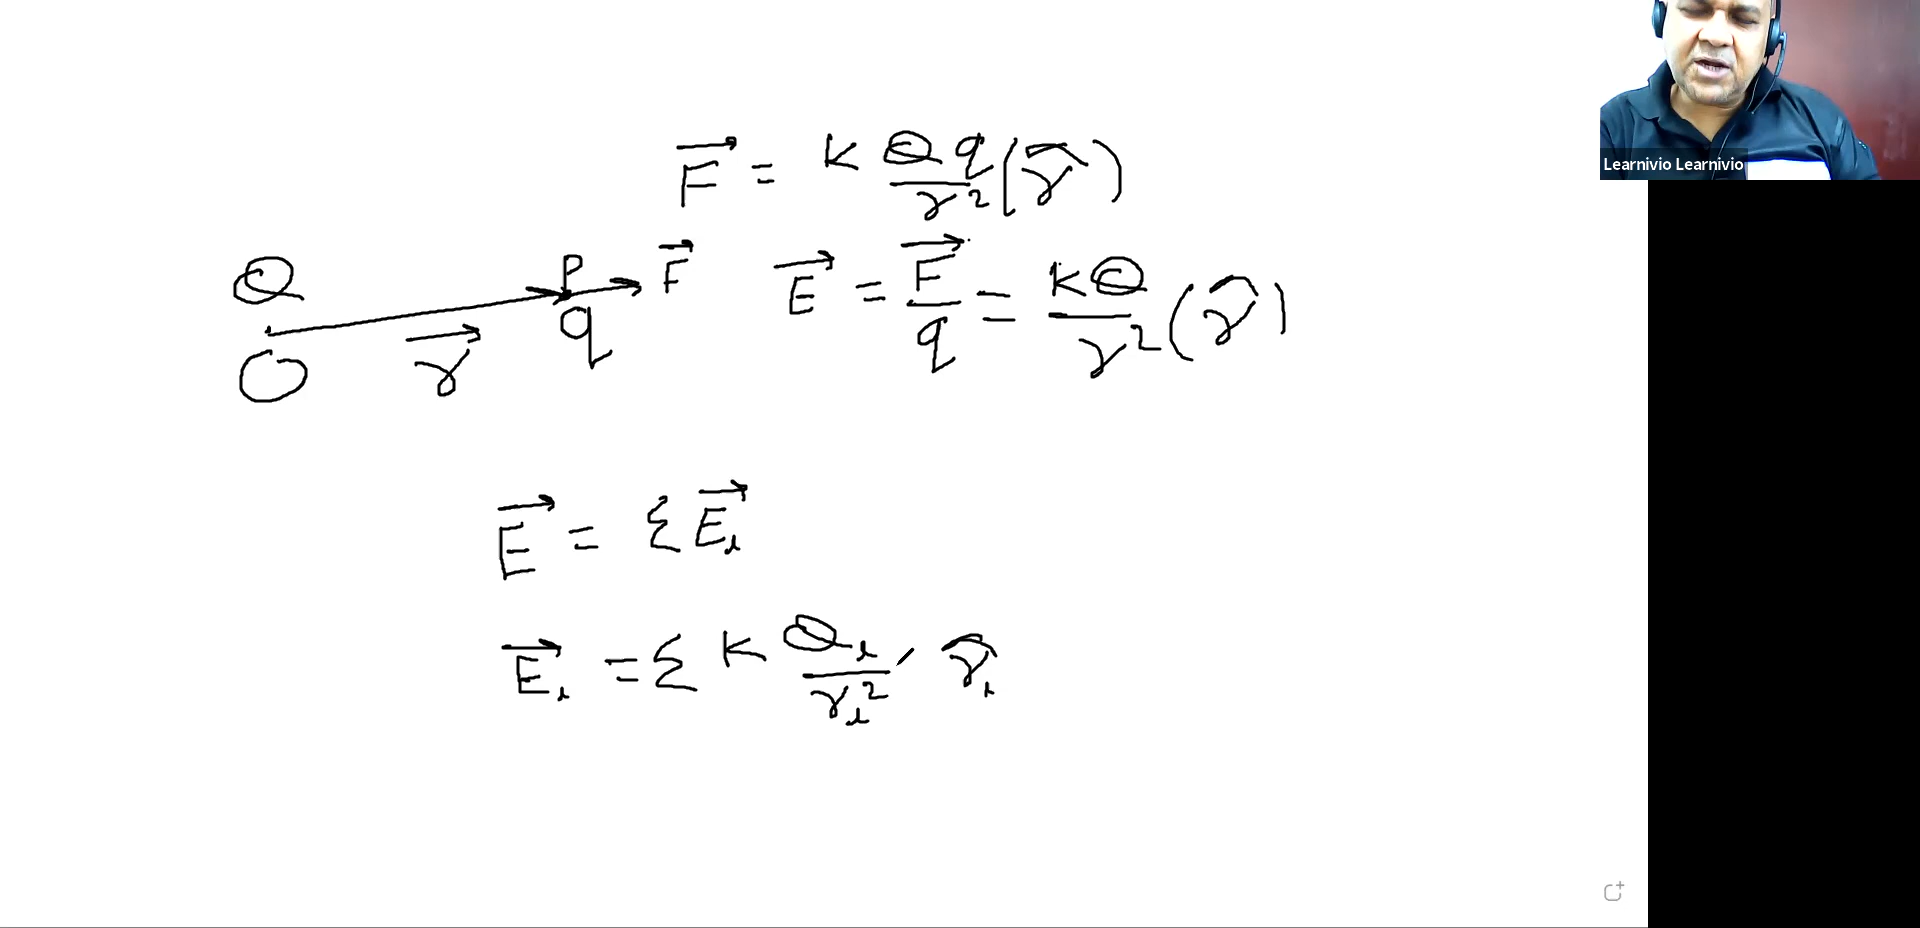 Learnivio Learnivio
F⃗ = K Qq/r² (r̂)
Q P F⃗
O r⃗ q
E⃗ = F⃗/q = KQ/r² (r̂)
E⃗ = Σ E⃗ᵢ
E⃗ᵢ = Σ K Qᵢ/rᵢ² r̂ᵢ